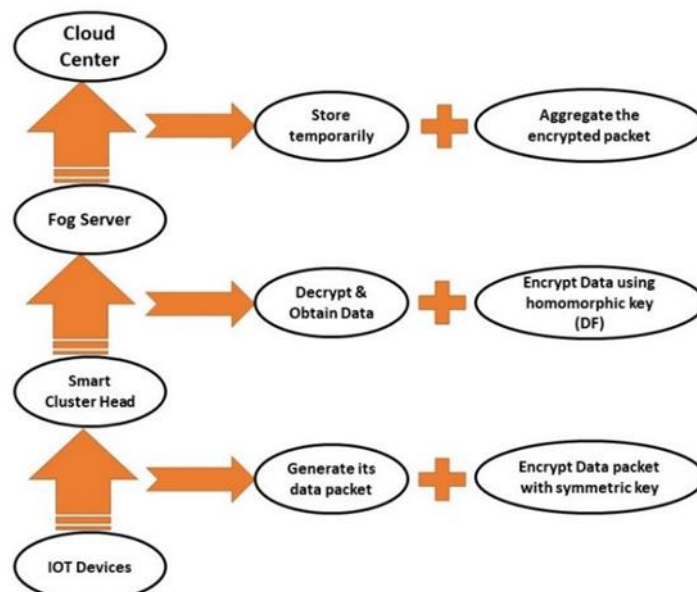 Cloud
Center
Store
temporarily
Aggregate the
encrypted packet
Fog Server
Decrypt &
Obtain Data
Encrypt Data using
homomorphic key
(DF)
Smart
Cluster Head
Generate its
data packet
Encrypt Data packet
with symmetric key
IOT Devices